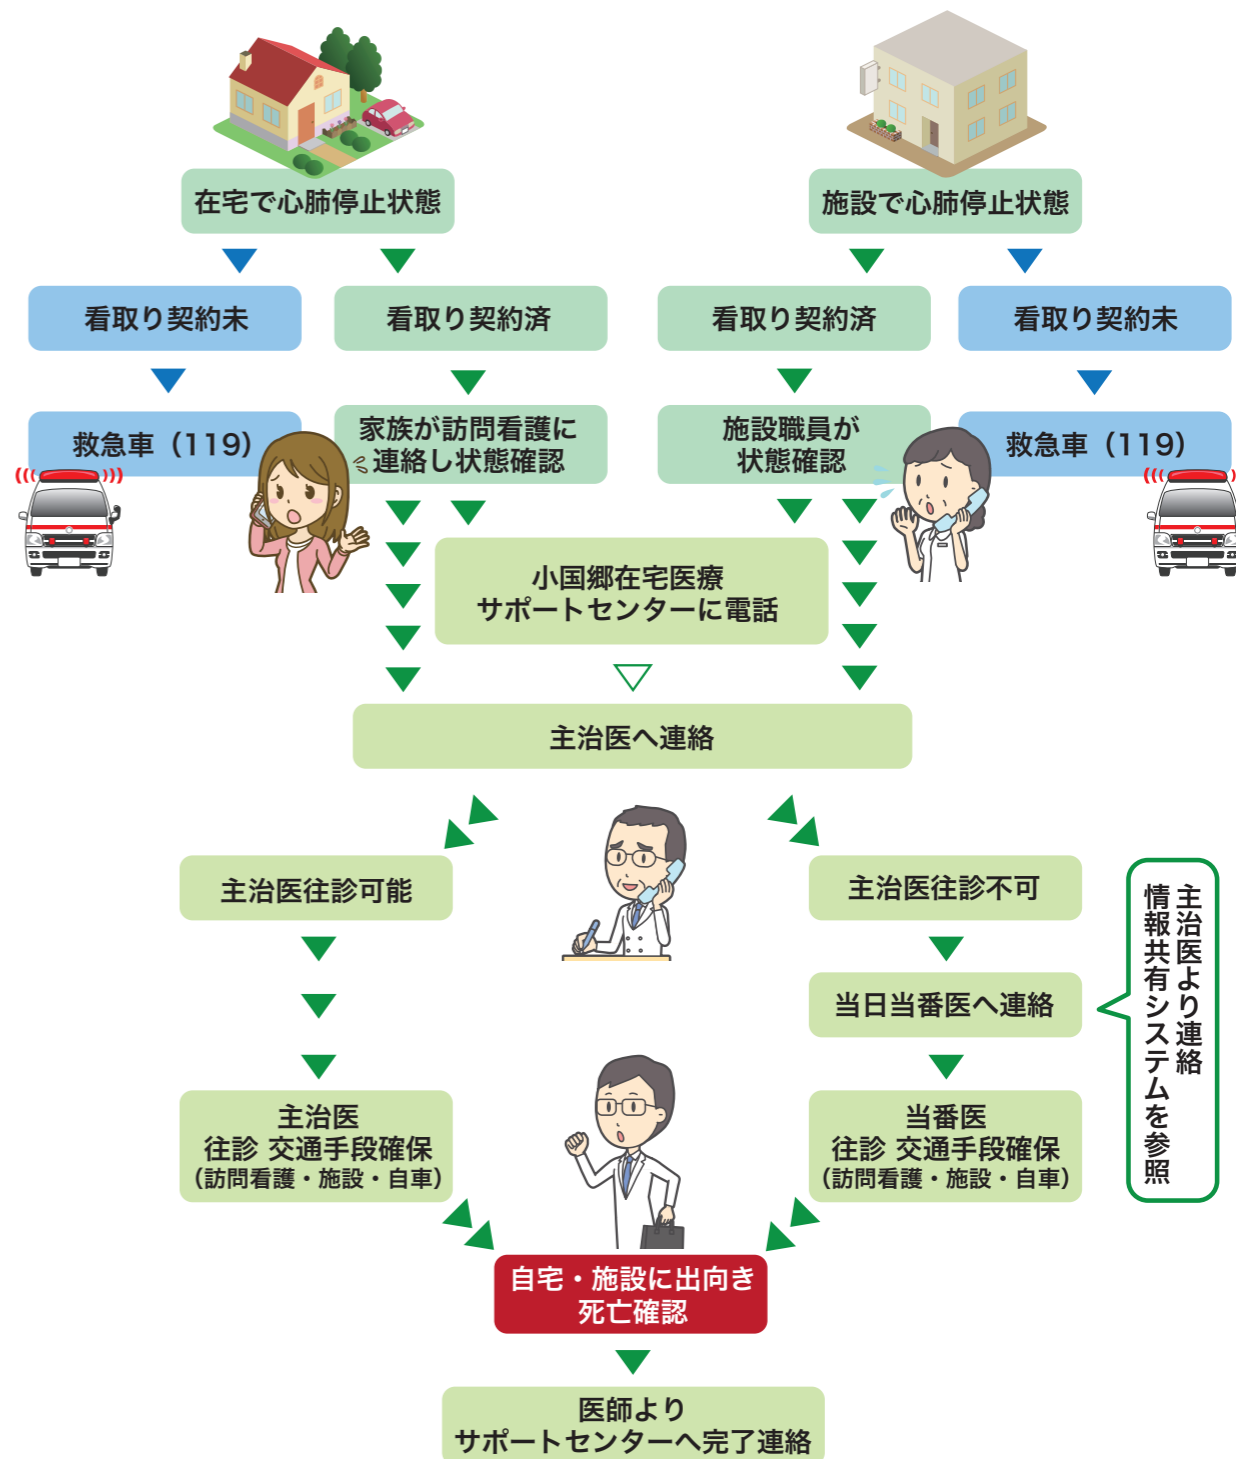 在宅で心肺停止状態
施設で心肺停止状態
看取り契約未
看取り契約済
看取り契約済
看取り契約未
救急車（119）
家族が訪問看護に
連絡し状態確認
施設職員が
状態確認
救急車（119）
小国郷在宅医療
サポートセンターに電話
主治医へ連絡
主治医往診可能
主治医往診不可
当日当番医へ連絡
主治医より連絡
情報共有システムを参照
主治医
往診 交通手段確保
（訪問看護・施設・自車）
当番医
往診 交通手段確保
（訪問看護・施設・自車）
自宅・施設に出向き
死亡確認
医師より
サポートセンターへ完了連絡